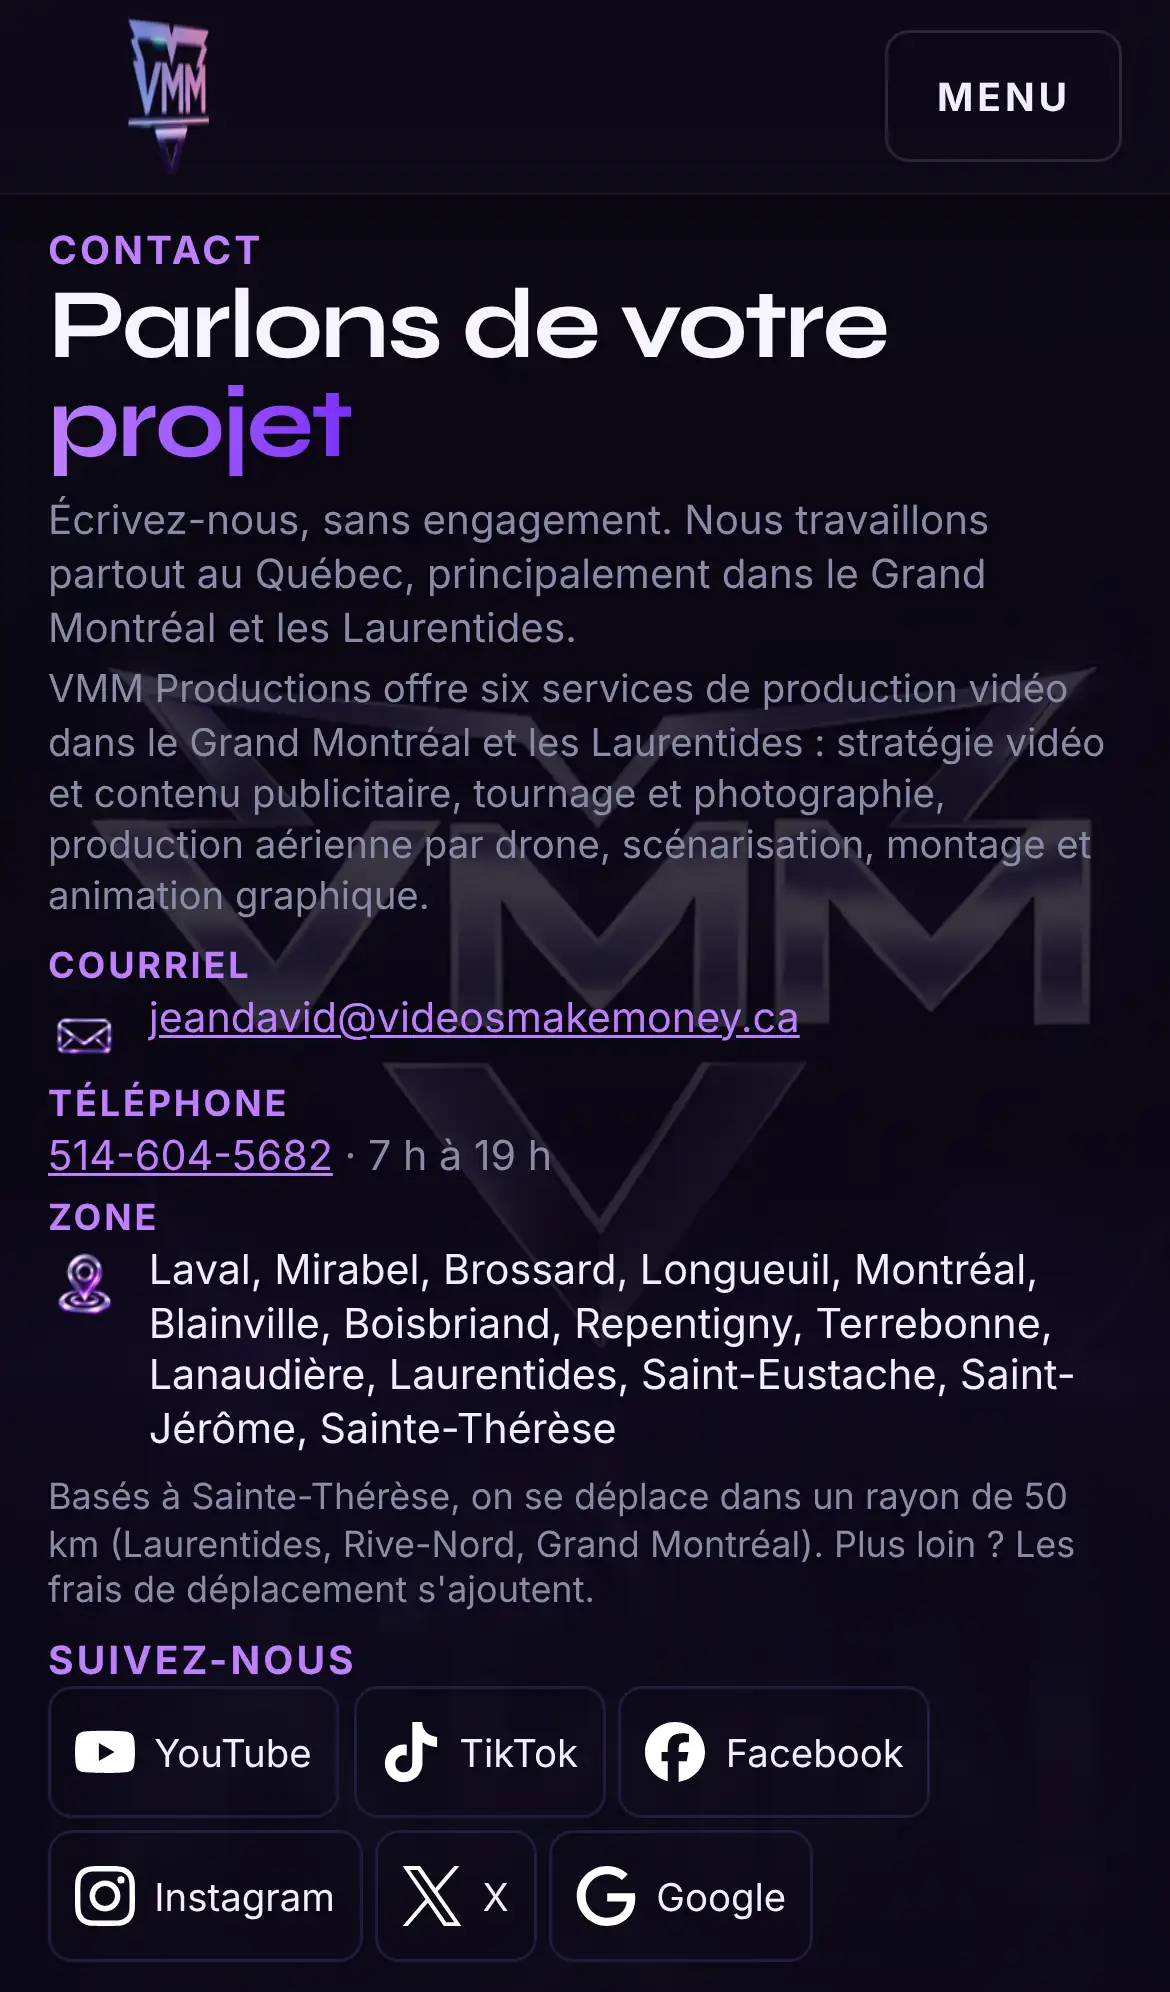 VMM
MENU
CONTACT
Parlons de votre
projet
Écrivez-nous, sans engagement. Nous travaillons
partout au Québec, principalement dans le Grand
Montréal et les Laurentides.
VMM Productions offre six services de production vidéo
dans le Grand Montréal et les Laurentides : stratégie vidéo
et contenu publicitaire, tournage et photographie,
production aérienne par drone, scénarisation, montage et
animation graphique.
VMM
COURRIEL
jeandavid@videosmakemoney.ca
TÉLÉPHONE
514-604-5682 · 7 h à 19 h
ZONE
Laval, Mirabel, Brossard, Longueuil, Montréal,
Blainville, Boisbriand, Repentigny, Terrebonne,
Lanaudière, Laurentides, Saint-Eustache, Saint-
Jérôme, Sainte-Thérèse
Basés à Sainte-Thérèse, on se déplace dans un rayon de 50
km (Laurentides, Rive-Nord, Grand Montréal). Plus loin ? Les
frais de déplacement s'ajoutent.
SUIVEZ-NOUS
YouTube TikTok Facebook
Instagram X Google